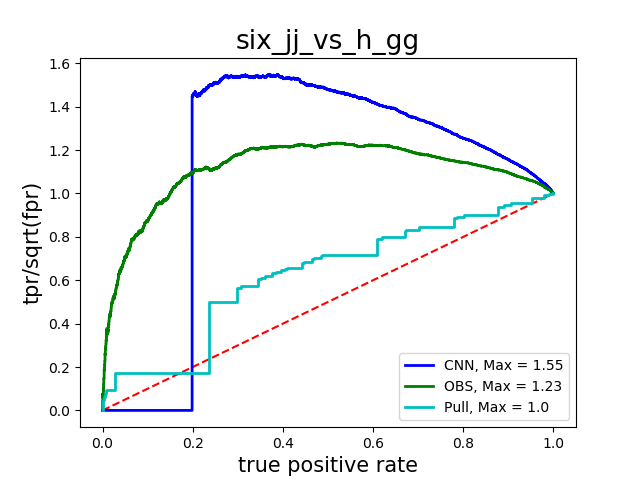 six_jj_vs_h_gg
tpr/sqrt(fpr)
1.6
1.4
1.2
1.0
0.8
0.6
0.4
0.2
0.0
CNN, Max = 1.55
OBS, Max = 1.23
Pull, Max = 1.0
0.0 0.2 0.4 0.6 0.8 1.0
true positive rate